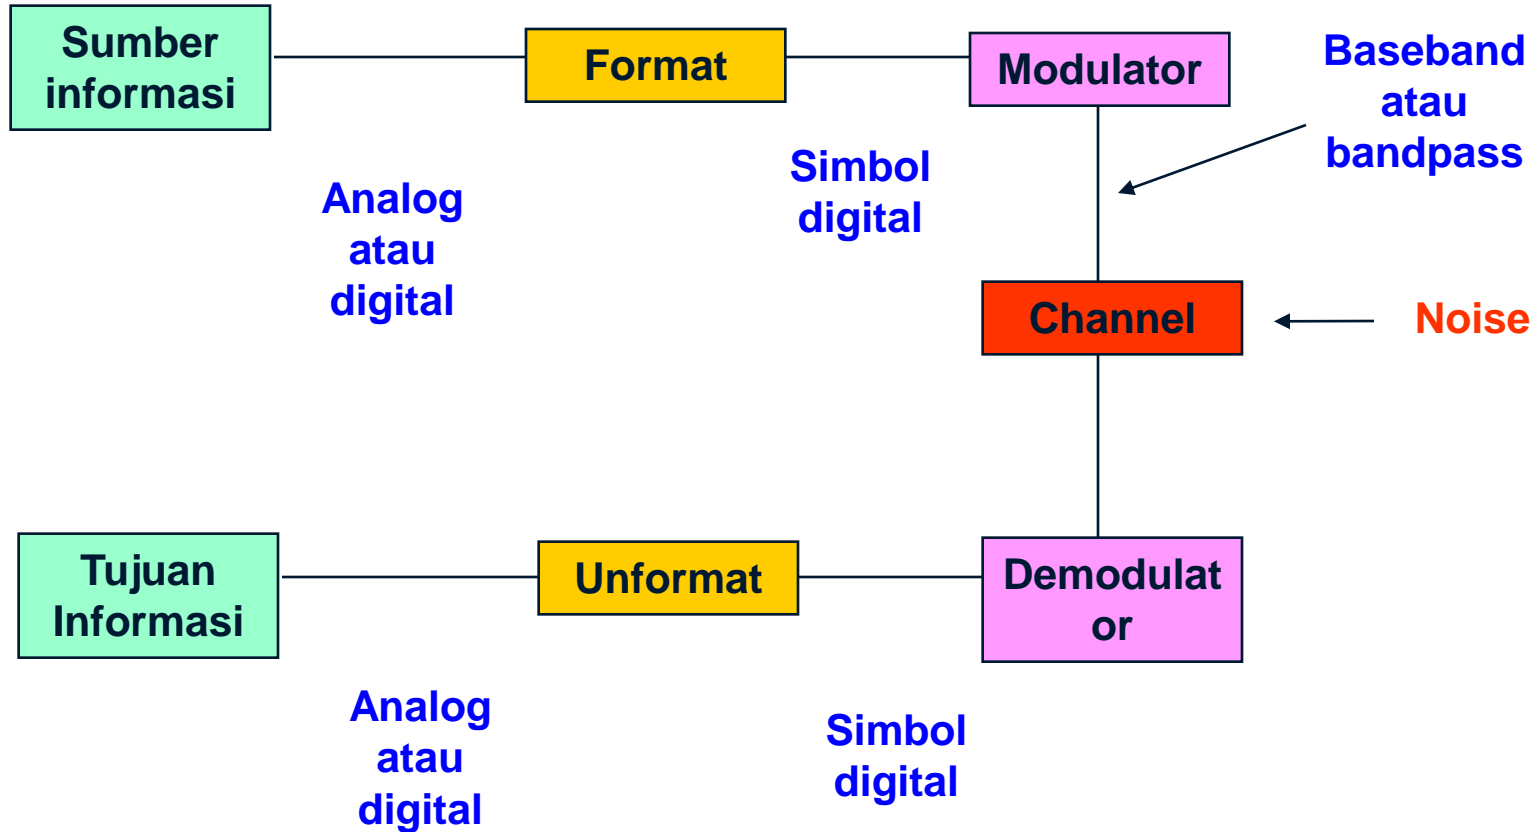 Sumber
informasi
Format
Modulator
Baseband
atau
bandpass
Analog
atau
digital
Simbol
digital
Channel
Noise
Tujuan
Informasi
Unformat
Demodulat
or
Analog
atau
digital
Simbol
digital